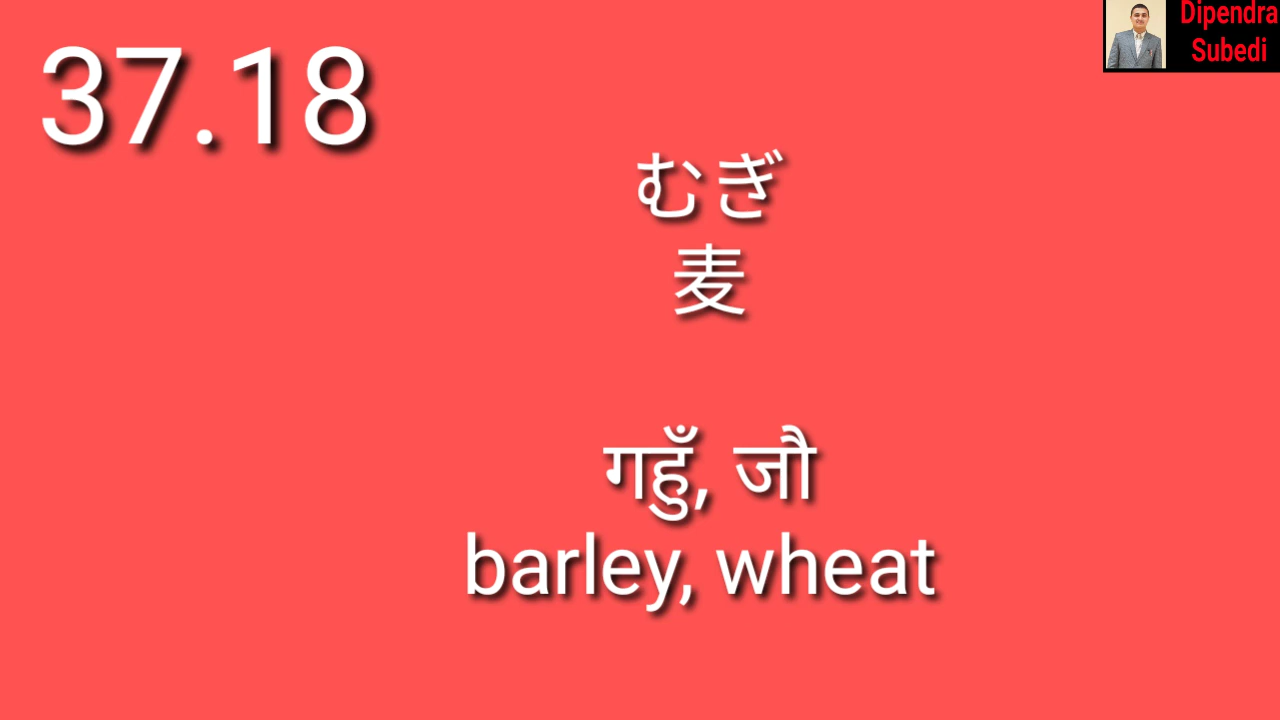 37.18
Dipendra
Subedi
むぎ
麦
गहुँ, जौ
barley, wheat